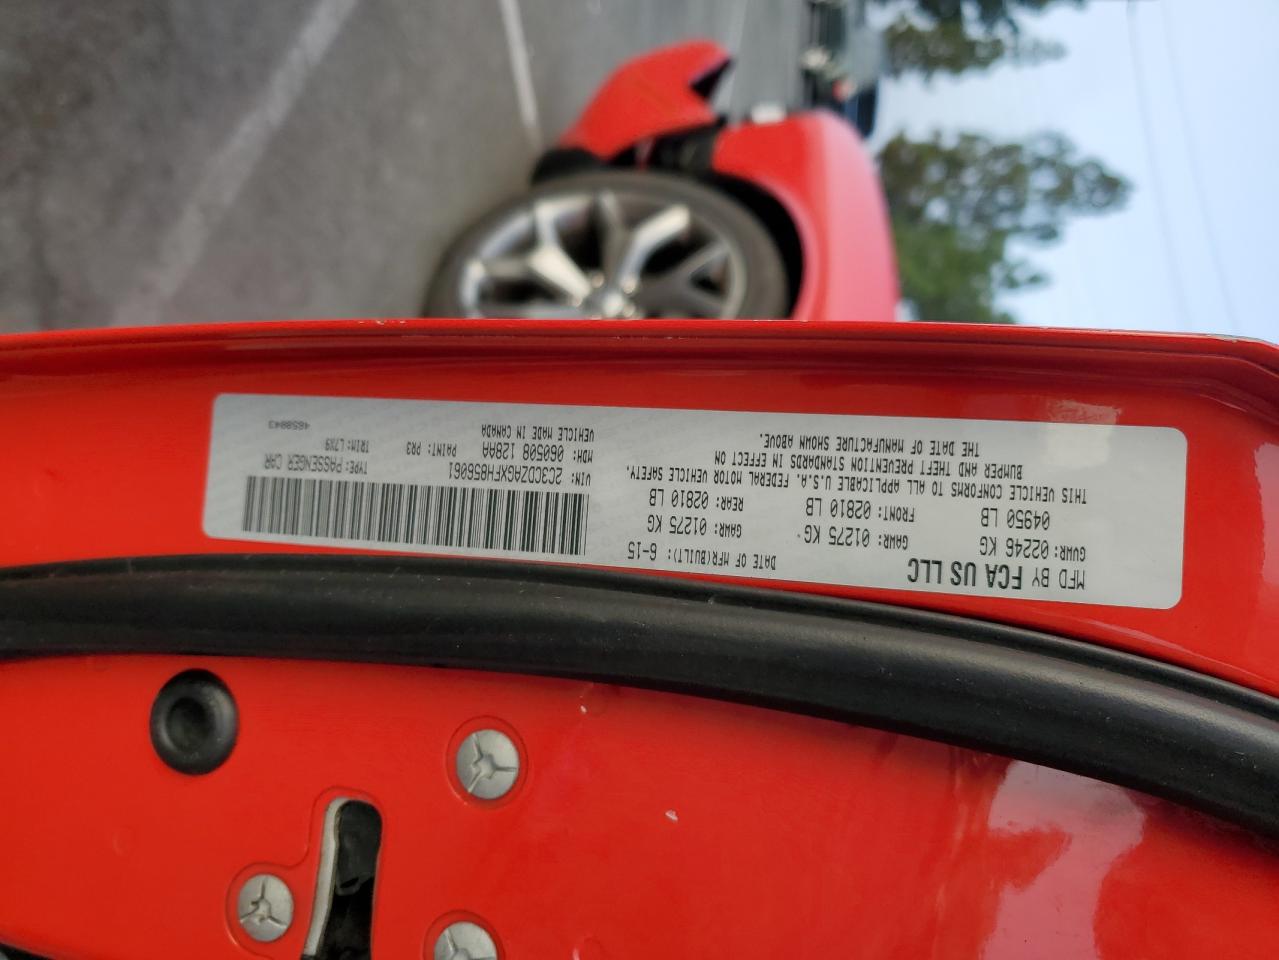 MFD BY FCA US LLC
DATE OF MFR(BUILT): 6-15
GVWR: 02246 KG
04950 LB
GAWR: 01275 KG
FRONT: 02810 LB
GAWR: 01275 KG
REAR: 02810 LB
THIS VEHICLE CONFORMS TO ALL APPLICABLE U.S.A. FEDERAL MOTOR VEHICLE SAFETY,
BUMPER AND THEFT PREVENTION STANDARDS IN EFFECT ON
THE DATE OF MANUFACTURE SHOWN ABOVE.
VIN: 2C3CDZAGXFH856961
TYPE: PASSENGER CAR
MDH: 060508 128AA
PAINT: PR3
TRIM: L7X9
VEHICLE MADE IN CANADA
4658843